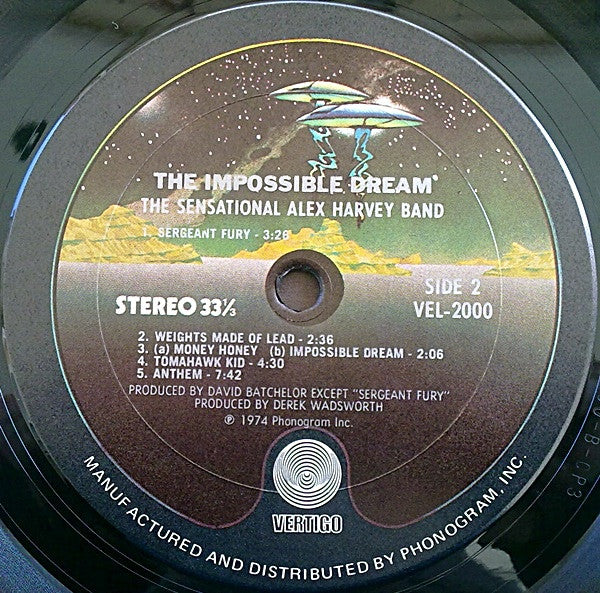 THE IMPOSSIBLE DREAM
THE SENSATIONAL ALEX HARVEY BAND
1. SERGEANT FURY - 3:26
STEREO 33⅓
SIDE 2
VEL-2000
2. WEIGHTS MADE OF LEAD - 2:36
3. (a) MONEY HONEY (b) IMPOSSIBLE DREAM - 2:06
4. TOMAHAWK KID - 4:30
5. ANTHEM - 7:42
PRODUCED BY DAVID BATCHELOR EXCEPT "SERGEANT FURY"
PRODUCED BY DEREK WADSWORTH
℗ 1974 Phonogram Inc.
VERTIGO
MANUFACTURED AND DISTRIBUTED BY PHONOGRAM, INC.